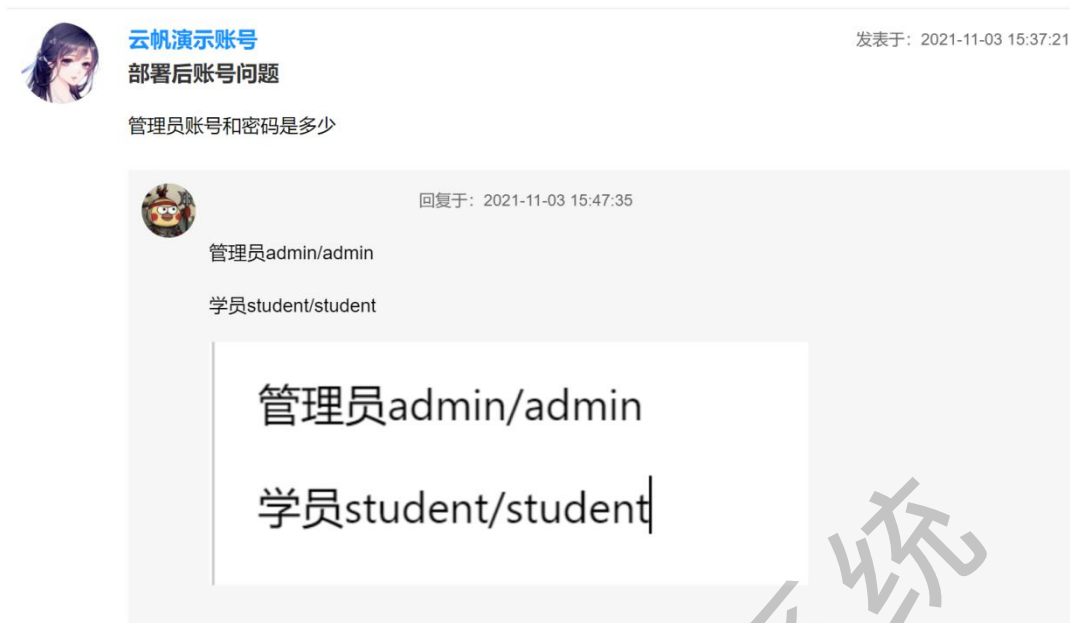 云帆演示账号
发表于：2021-11-03 15:37:21
部署后账号问题
管理员账号和密码是多少
回复于：2021-11-03 15:47:35
管理员admin/admin
学员student/student
管理员admin/admin
学员student/student
统